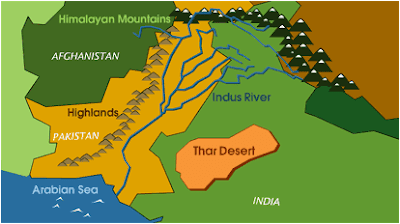 Himalayan Mountains
AFGHANISTAN
Highlands
Indus River
PAKISTAN
Thar Desert
Arabian Sea
INDIA